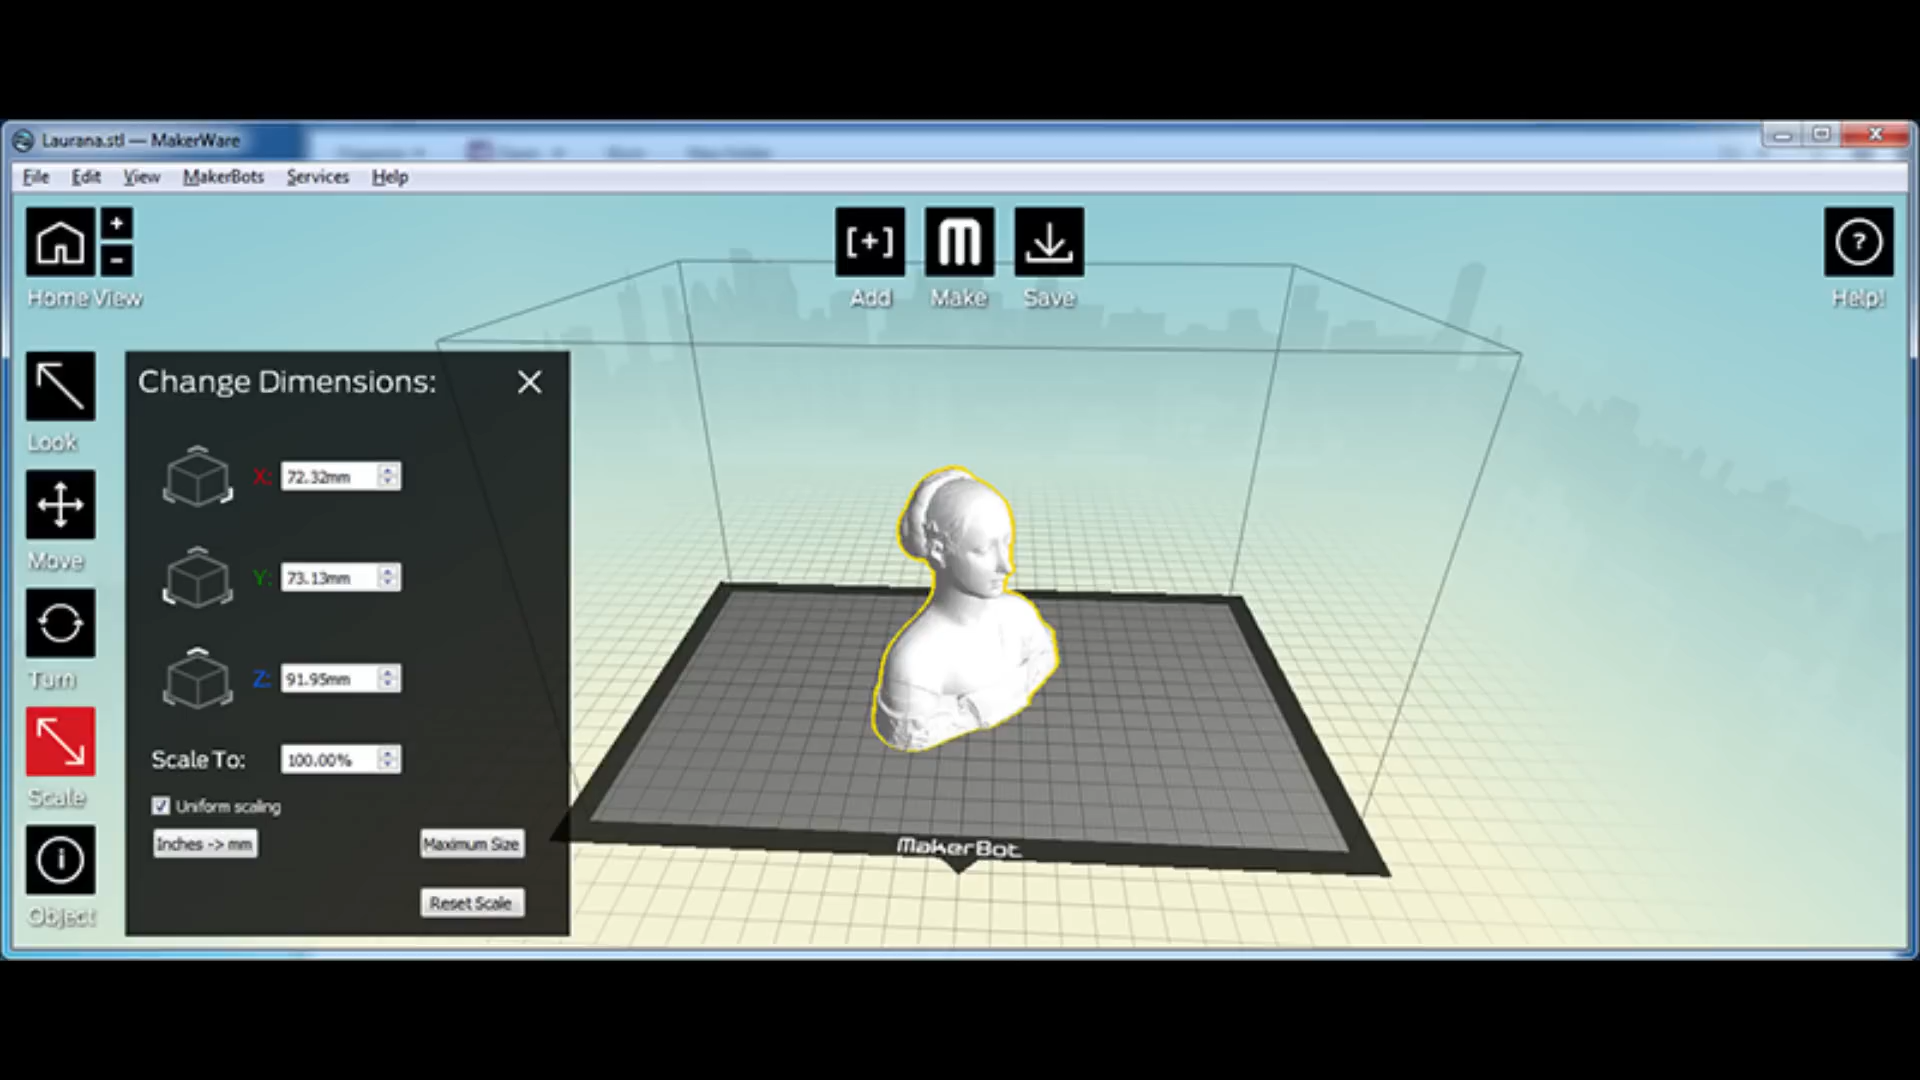 Laurana.stl — MakerWare
File Edit View MakerBots Services Help
Home View
+
-
[+]
Add
Make
Save
?
Help!
Look
Move
Turn
Scale
i
Object
Change Dimensions:
X: 72.32mm
Y: 73.13mm
Z: 91.95mm
Scale To: 100.00%
Uniform scaling
Inches -> mm
Maximum Size
Reset Scale
MakerBot